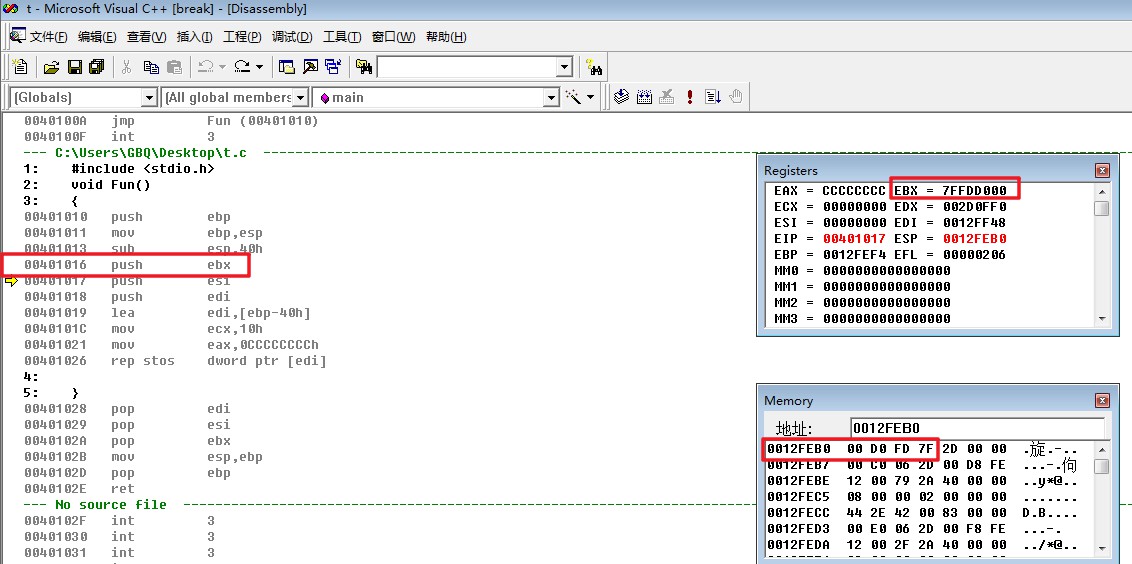 t - Microsoft Visual C++ [break] - [Disassembly]
文件(F) 编辑(E) 查看(V) 插入(I) 工程(P) 调试(D) 工具(T) 窗口(W) 帮助(H)
(Globals) (All global members main
0040100A jmp Fun (00401010)
0040100F int 3
--- C:\Users\GBQ\Desktop\t.c
1: #include <stdio.h>
2: void Fun()
3: {
00401010 push ebp
00401011 mov ebp,esp
00401013 sub esp,40h
00401016 push ebx
00401017 push esi
00401018 push edi
00401019 lea edi,[ebp-40h]
0040101C mov ecx,10h
00401021 mov eax,0CCCCCCCCh
00401026 rep stos dword ptr [edi]
4:
5: }
00401028 pop edi
00401029 pop esi
0040102A pop ebx
0040102B mov esp,ebp
0040102D pop ebp
0040102E ret
--- No source file
0040102F int 3
00401030 int 3
00401031 int 3
Registers
EAX = CCCCCCCC EBX = 7FFDD000
ECX = 00000000 EDX = 002D0FF0
ESI = 00000000 EDI = 0012FF48
EIP = 00401017 ESP = 0012FEB0
EBP = 0012FEF4 EFL = 00000206
MM0 = 0000000000000000
MM1 = 0000000000000000
MM2 = 0000000000000000
MM3 = 0000000000000000
Memory
地址: 0012FEB0
0012FEB0 00 D0 FD 7F 2D 00 00 .旋.-..
0012FEB7 00 C0 06 2D 00 D8 FE ...-.佝
0012FEBE 12 00 79 2A 40 00 00 ..y*@..
0012FEC5 08 00 00 02 00 00 00 .......
0012FECC 44 2E 42 00 83 00 00 D.B....
0012FED3 00 E0 06 2D 00 F8 FE ...-.
0012FEDA 12 00 2F 2A 40 00 00 ../*@..